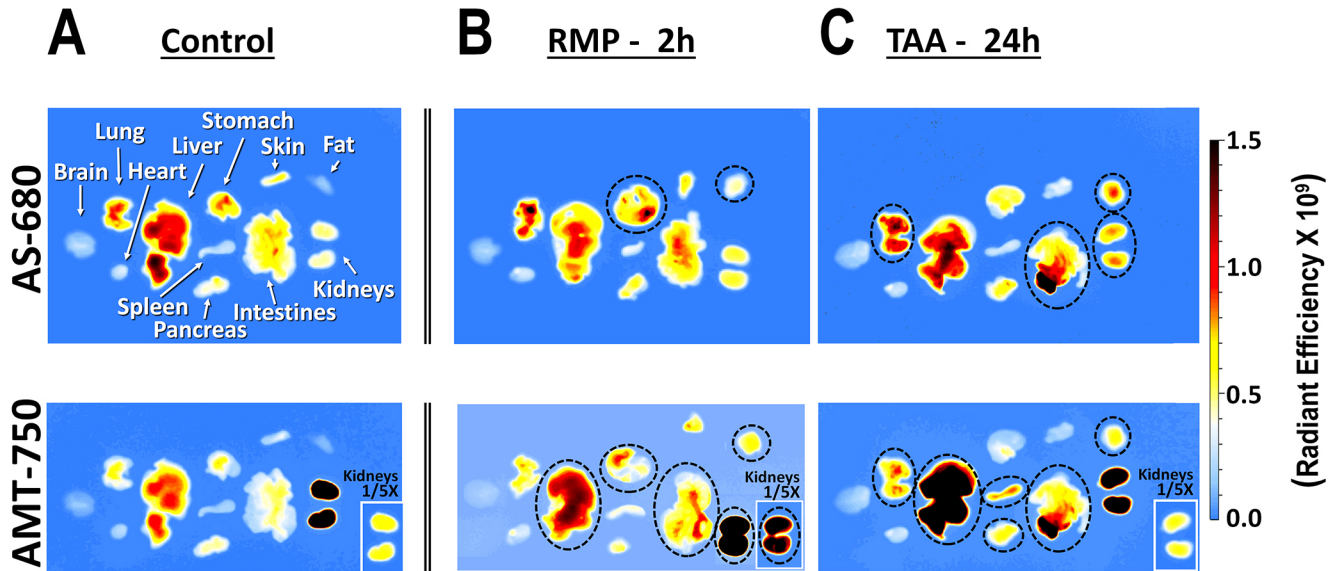 A
Control
B
RMP - 2h
C
TAA - 24h
AS-680
Lung
Stomach
Liver
Skin
Fat
Brain
Heart
Spleen
Pancreas
Intestines
Kidneys
AMT-750
Kidneys
1/5X
Kidneys
1/5X
Kidneys
1/5X
1.5
1.0
0.5
0.0
(Radiant Efficiency X 10⁹)